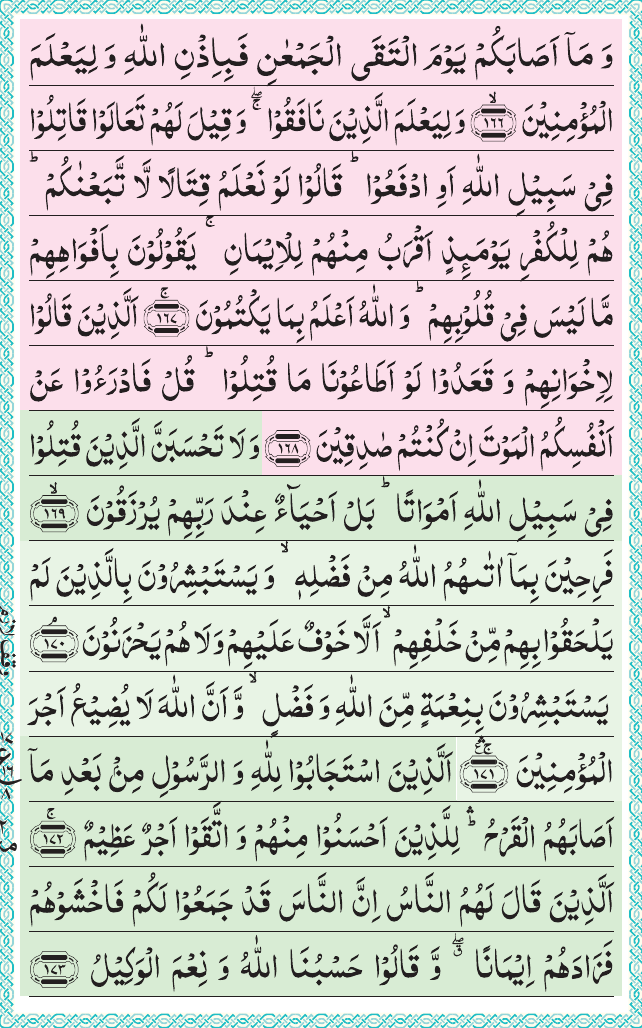 وَ مَاۤ اَصَابَكُمْ يَوْمَ الْتَقَى الْجَمْعٰنِ فَبِاِذْنِ اللّٰهِ وَ لِيَعْلَمَ
الْمُؤْمِنِيْنَ ۙ۝۱۶۶ وَ لِيَعْلَمَ الَّذِيْنَ نَافَقُوْا ۖۚ وَ قِيْلَ لَهُمْ تَعَالَوْا قَاتِلُوْا
فِيْ سَبِيْلِ اللّٰهِ اَوِ ادْفَعُوْا ؕ قَالُوْا لَوْ نَعْلَمُ قِتَالًا لَّا تَّبَعْنٰكُمْ ؕ
هُمْ لِلْكُفْرِ يَوْمَىِٕذٍ اَقْرَبُ مِنْهُمْ لِلْاِيْمَانِ ۚ يَقُوْلُوْنَ بِاَفْوَاهِهِمْ
مَّا لَيْسَ فِيْ قُلُوْبِهِمْ ؕ وَ اللّٰهُ اَعْلَمُ بِمَا يَكْتُمُوْنَ ۚ۝۱۶۷ اَلَّذِيْنَ قَالُوْا
لِاِخْوَانِهِمْ وَ قَعَدُوْا لَوْ اَطَاعُوْنَا مَا قُتِلُوْا ؕ قُلْ فَادْرَءُوْا عَنْ
اَنْفُسِكُمُ الْمَوْتَ اِنْ كُنْتُمْ صٰدِقِيْنَ ۝۱۶۸ وَ لَا تَحْسَبَنَّ الَّذِيْنَ قُتِلُوْا
فِيْ سَبِيْلِ اللّٰهِ اَمْوَاتًا ؕ بَلْ اَحْيَآءٌ عِنْدَ رَبِّهِمْ يُرْزَقُوْنَ ۙ۝۱۶۹
فَرِحِيْنَ بِمَاۤ اٰتٰىهُمُ اللّٰهُ مِنْ فَضْلِهٖ ۙ وَ يَسْتَبْشِرُوْنَ بِالَّذِيْنَ لَمْ
يَلْحَقُوْا بِهِمْ مِّنْ خَلْفِهِمْ ۙ اَلَّا خَوْفٌ عَلَيْهِمْ وَ لَا هُمْ يَحْزَنُوْنَ ۘ۝۱۷۰
يَسْتَبْشِرُوْنَ بِنِعْمَةٍ مِّنَ اللّٰهِ وَ فَضْلٍ ۙ وَّ اَنَّ اللّٰهَ لَا يُضِيْعُ اَجْرَ
الْمُؤْمِنِيْنَ ۚۛ۝۱۷۱ اَلَّذِيْنَ اسْتَجَابُوْا لِلّٰهِ وَ الرَّسُوْلِ مِنْۢ بَعْدِ مَاۤ
اَصَابَهُمُ الْقَرْحُ ؕۛ لِلَّذِيْنَ اَحْسَنُوْا مِنْهُمْ وَ اتَّقَوْا اَجْرٌ عَظِيْمٌ ۚ۝۱۷۲
اَلَّذِيْنَ قَالَ لَهُمُ النَّاسُ اِنَّ النَّاسَ قَدْ جَمَعُوْا لَكُمْ فَاخْشَوْهُمْ
فَزَادَهُمْ اِيْمَانًا ۖۗ وَّ قَالُوْا حَسْبُنَا اللّٰهُ وَ نِعْمَ الْوَكِيْلُ ۝۱۷۳